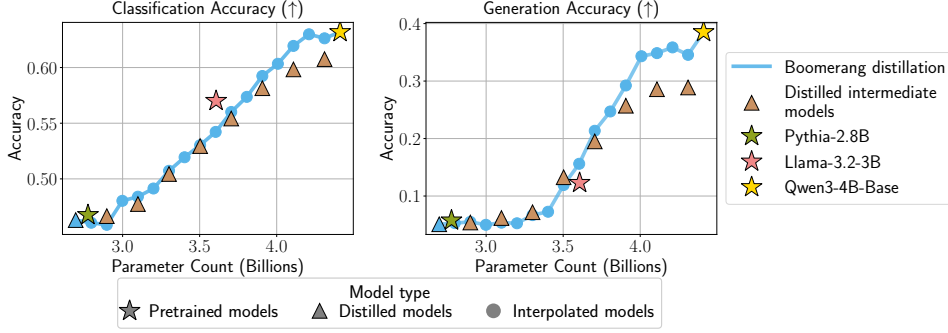 Classification Accuracy (↑)
Accuracy
0.60
0.55
0.50
3.0
3.5
4.0
Parameter Count (Billions)
Generation Accuracy (↑)
Accuracy
0.4
0.3
0.2
0.1
3.0
3.5
4.0
Parameter Count (Billions)
Boomerang distillation
Distilled intermediate
models
Pythia-2.8B
Llama-3.2-3B
Qwen3-4B-Base
Model type
Pretrained models
Distilled models
Interpolated models